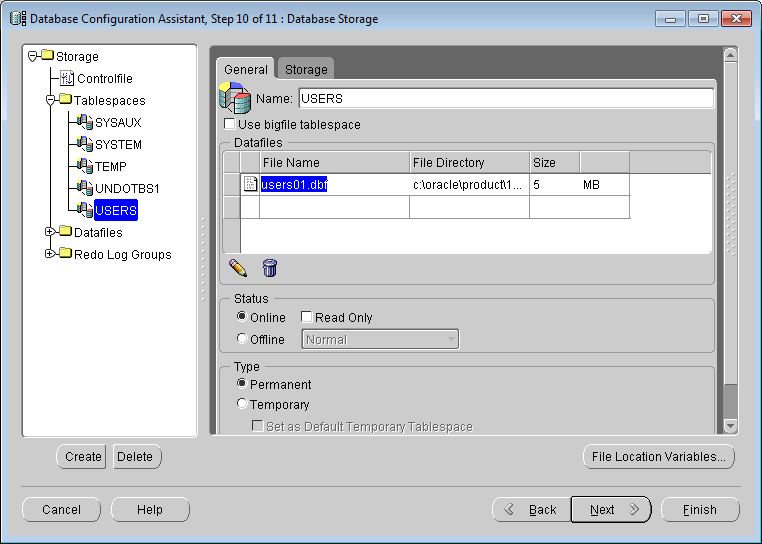 Database Configuration Assistant, Step 10 of 11 : Database Storage
Storage
Controlfile
Tablespaces
SYSAUX
SYSTEM
TEMP
UNDOTBS1
USERS
Datafiles
Redo Log Groups
General Storage
Name: USERS
Use bigfile tablespace
Datafiles
File Name File Directory Size
users01.dbf c:\oracle\product\1... 5 MB
Status
Online Read Only
Offline Normal
Type
Permanent
Temporary
Set as Default Temporary Tablespace
Create Delete File Location Variables...
Cancel Help Back Next Finish